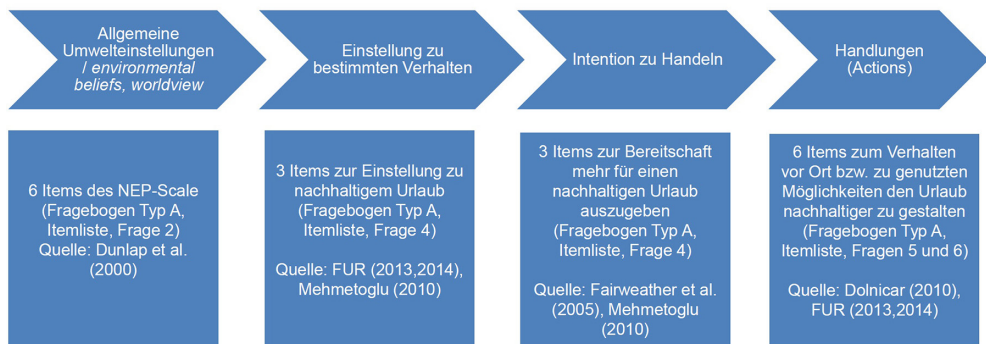 Allgemeine
Umwelteinstellungen
/ environmental
beliefs, worldview
Einstellung zu
bestimmten Verhalten
Intention zu Handeln
Handlungen
(Actions)
6 Items des NEP-Scale
(Fragebogen Typ A,
Itemliste, Frage 2)
Quelle: Dunlap et al.
(2000)
3 Items zur Einstellung zu
nachhaltigem Urlaub
(Fragebogen Typ A,
Itemliste, Frage 4)
Quelle: FUR (2013,2014),
Mehmetoglu (2010)
3 Items zur Bereitschaft
mehr für einen
nachhaltigen Urlaub
auszugeben
(Fragebogen Typ A,
Itemliste, Frage 4)
Quelle: Fairweather et al.
(2005), Mehmetoglu
(2010)
6 Items zum Verhalten
vor Ort bzw. zu genutzten
Möglichkeiten den Urlaub
nachhaltiger zu gestalten
(Fragebogen Typ A,
Itemliste, Fragen 5 und 6)
Quelle: Dolnicar (2010),
FUR (2013,2014)